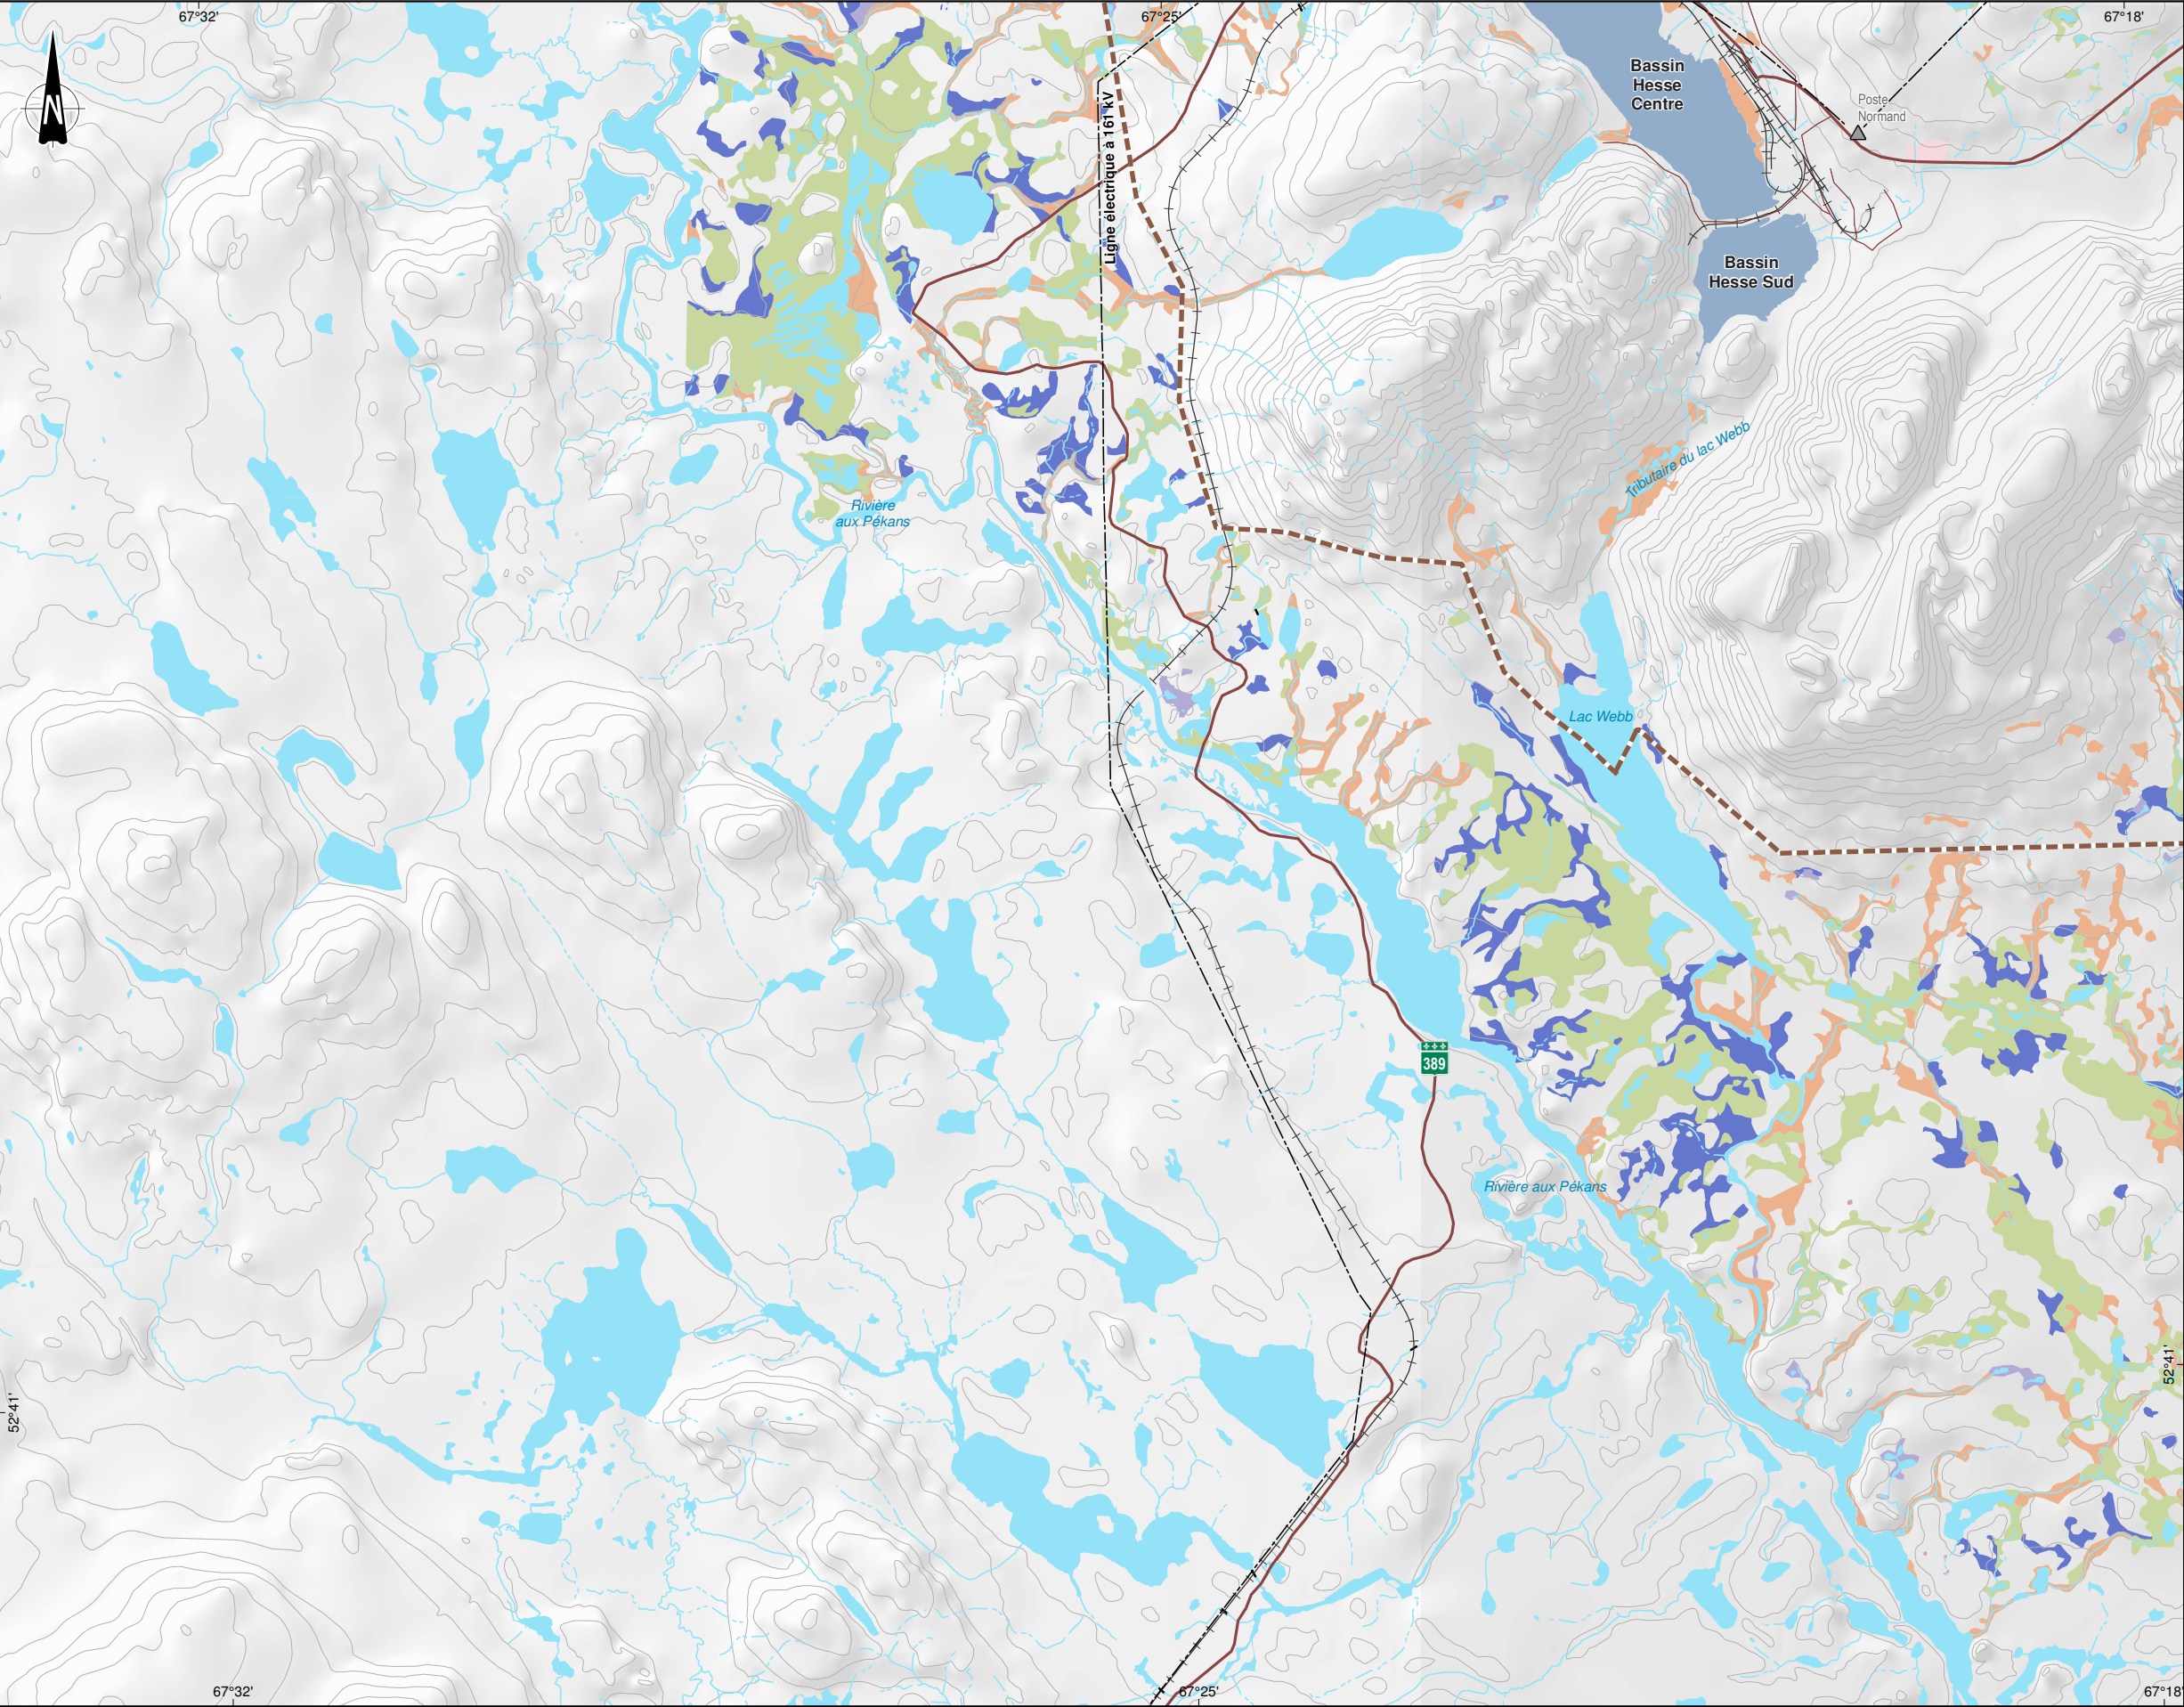 67°32'
67°25'
67°18'
N
Bassin
Hesse
Centre
Poste
Normand
Ligne électrique à 161 kV
Bassin
Hesse Sud
Tributaire du lac Webb
Rivière
aux Pékans
Lac Webb
389
Rivière aux Pékans
52°41'
52°41'
67°32'
67°25'
67°18